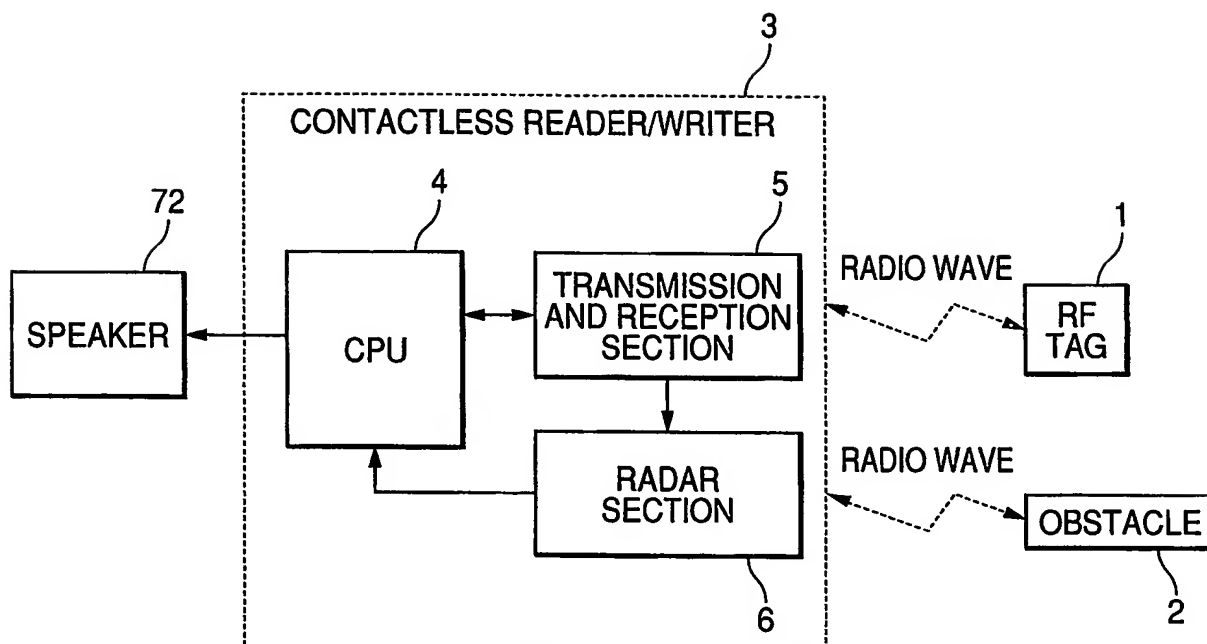 3
CONTACTLESS READER/WRITER
72
4
5
1
SPEAKER
CPU
TRANSMISSION
AND RECEPTION
SECTION
RADIO WAVE
RF
TAG
RADAR
SECTION
RADIO WAVE
OBSTACLE
6
2